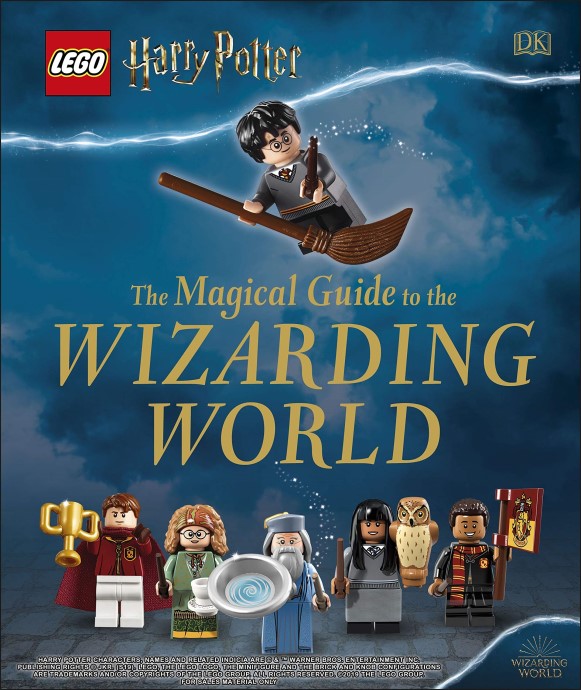 LEGO
Harry Potter
DK
The Magical Guide to the
WIZARDING
WORLD
HARRY POTTER CHARACTERS, NAMES AND RELATED INDICIA ARE © & ™ WARNER BROS. ENTERTAINMENT INC.
PUBLISHING RIGHTS © JKR. (S19). LEGO, THE LEGO LOGO, THE MINIFIGURE AND THE BRICK AND KNOB CONFIGURATIONS
ARE TRADEMARKS AND/OR COPYRIGHTS OF THE LEGO GROUP. ALL RIGHTS RESERVED. ©2019 THE LEGO GROUP.
FOR SALES MATERIAL ONLY
WIZARDING
WORLD